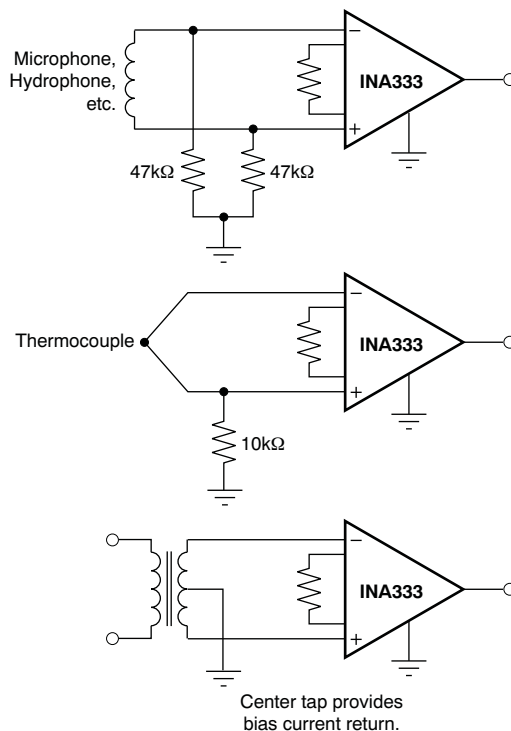 Microphone,
Hydrophone,
etc.
−
INA333
+
47kΩ 47kΩ
Thermocouple
−
INA333
+
10kΩ
−
INA333
+
Center tap provides
bias current return.